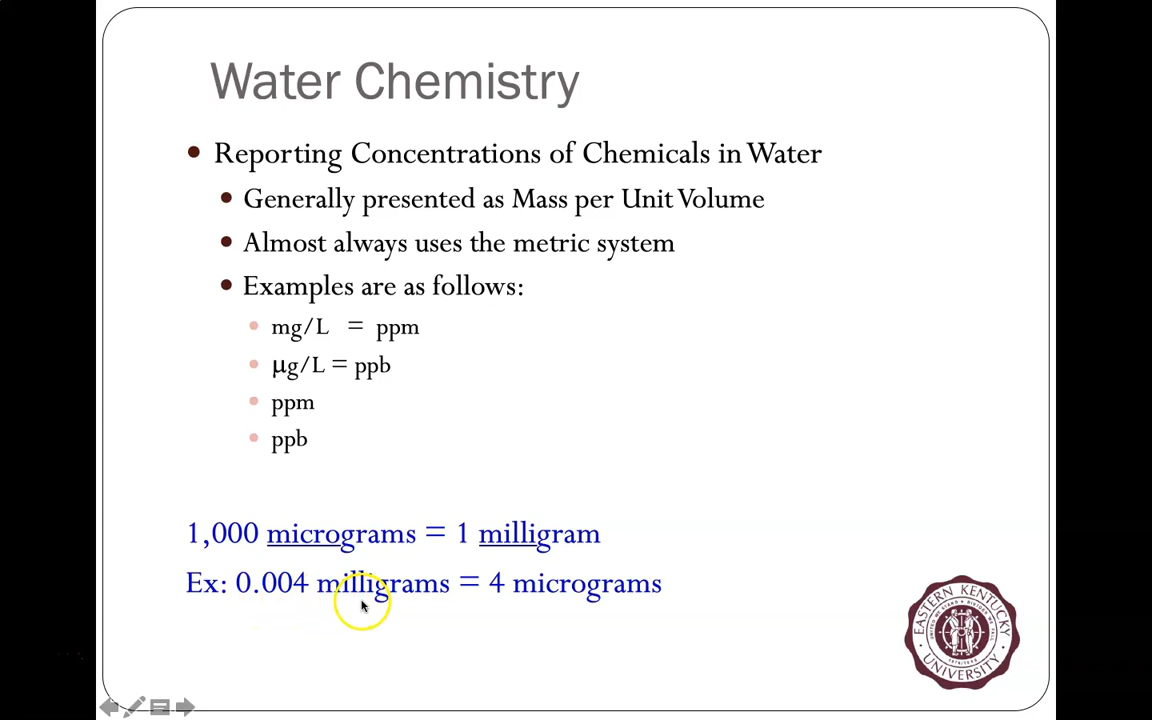 Water Chemistry
Reporting Concentrations of Chemicals in Water
Generally presented as Mass per Unit Volume
Almost always uses the metric system
Examples are as follows:
mg/L = ppm
µg/L = ppb
ppm
ppb
1,000 micrograms = 1 milligram
Ex: 0.004 milligrams = 4 micrograms
EASTERN KENTUCKY
UNIVERSITY